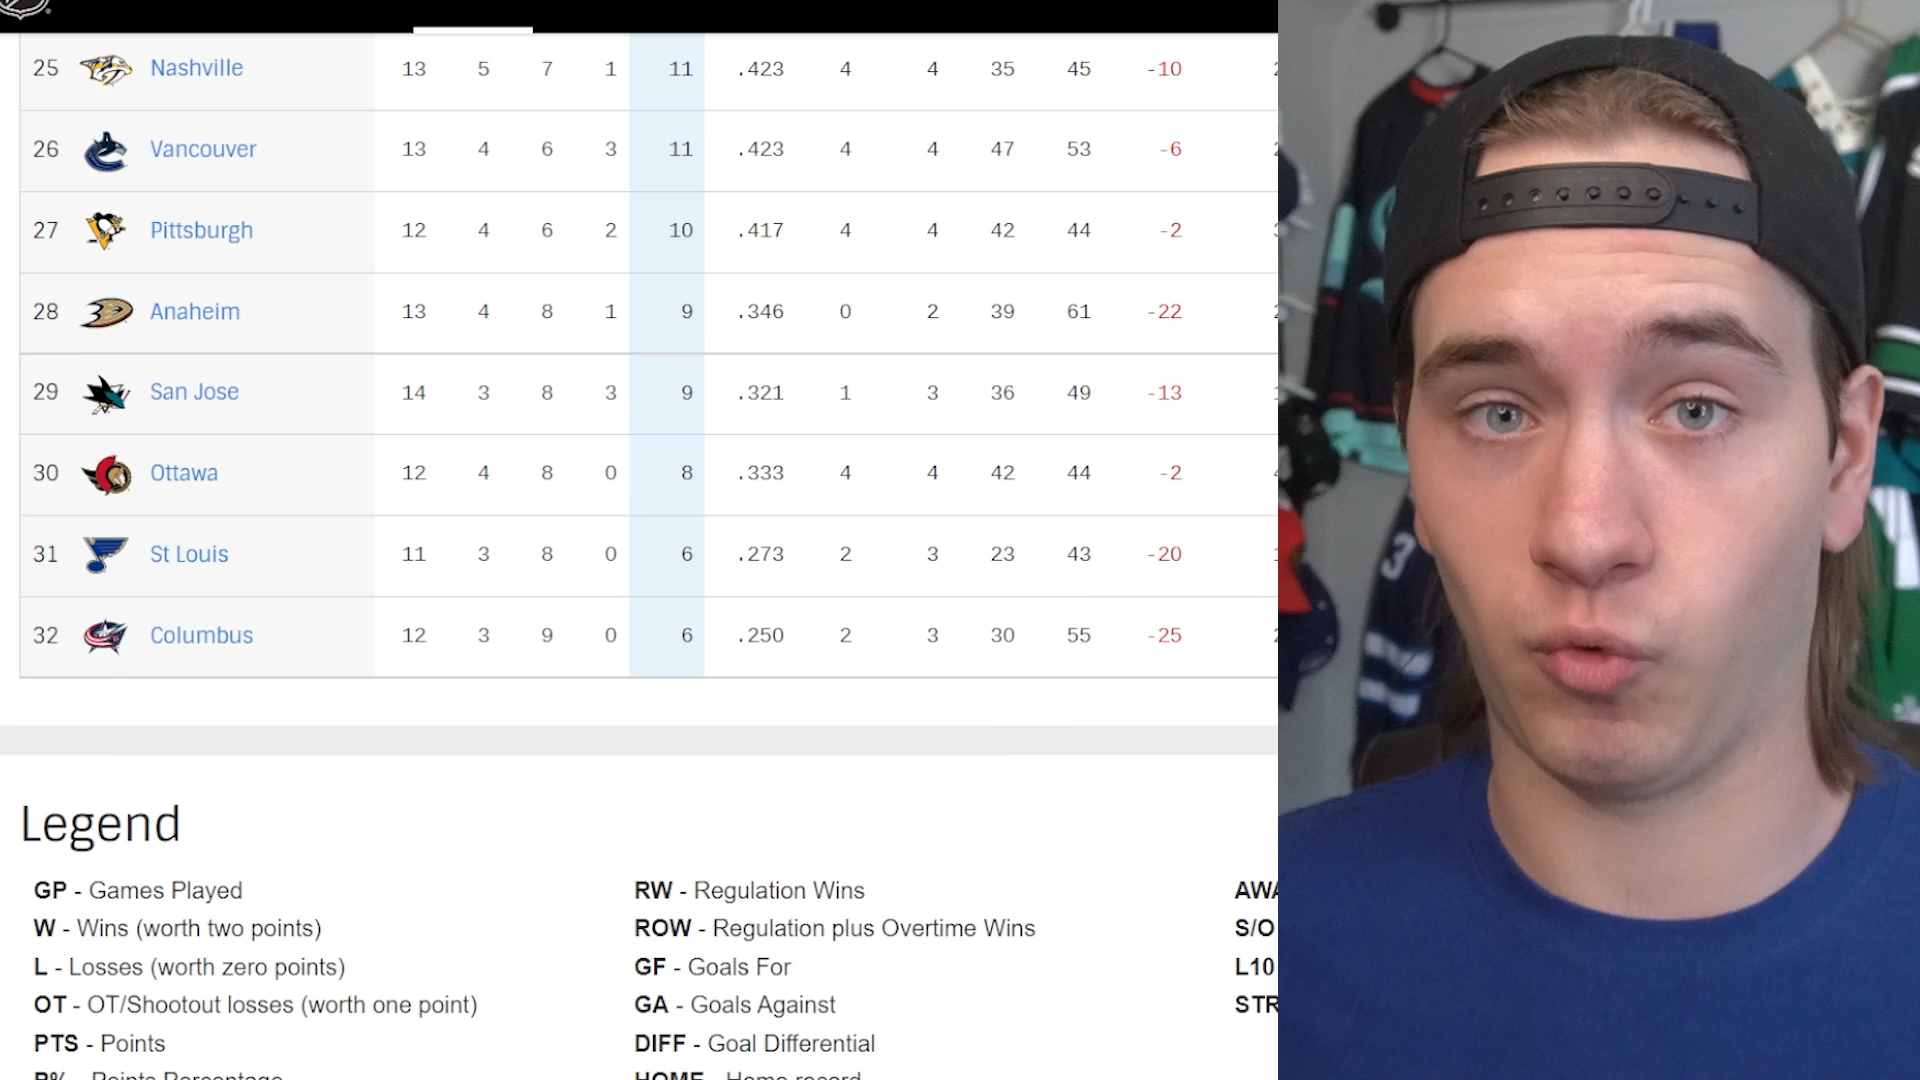 25 Nashville 13 5 7 1 11 .423 4 4 35 45 -10
26 Vancouver 13 4 6 3 11 .423 4 4 47 53 -6
27 Pittsburgh 12 4 6 2 10 .417 4 4 42 44 -2
28 Anaheim 13 4 8 1 9 .346 0 2 39 61 -22
29 San Jose 14 3 8 3 9 .321 1 3 36 49 -13
30 Ottawa 12 4 8 0 8 .333 4 4 42 44 -2
31 St Louis 11 3 8 0 6 .273 2 3 23 43 -20
32 Columbus 12 3 9 0 6 .250 2 3 30 55 -25
Legend
GP - Games Played
W - Wins (worth two points)
L - Losses (worth zero points)
OT - OT/Shootout losses (worth one point)
PTS - Points
P% - Points Percentage
RW - Regulation Wins
ROW - Regulation plus Overtime Wins
GF - Goals For
GA - Goals Against
DIFF - Goal Differential
HOME - Home record
S/O
L10
3